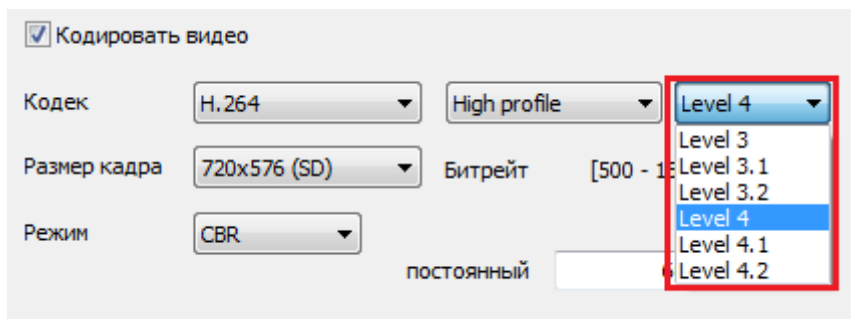 Кодировать видео
Кодек H.264 High profile Level 4
Level 3
Размер кадра 720x576 (SD) Битрейт [500 - Level 3.1
Level 3.2
Режим CBR Level 4
Level 4.1
постоянный Level 4.2